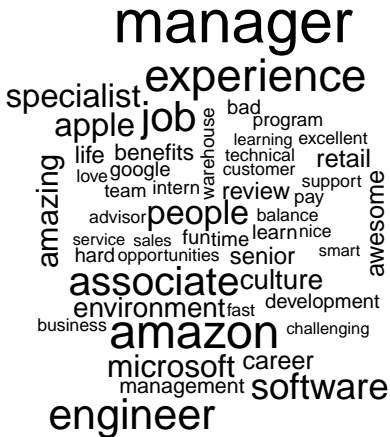 manager
experience
specialist
job
bad
program
apple
warehouse
learning excellent
life benefits
technical
retail
amazing
love google
customer
support
team intern
review pay
awesome
advisor people balance
service sales fun time learn nice
hard opportunities senior smart
associate culture
environment fast development
business amazon challenging
microsoft career
management software
engineer